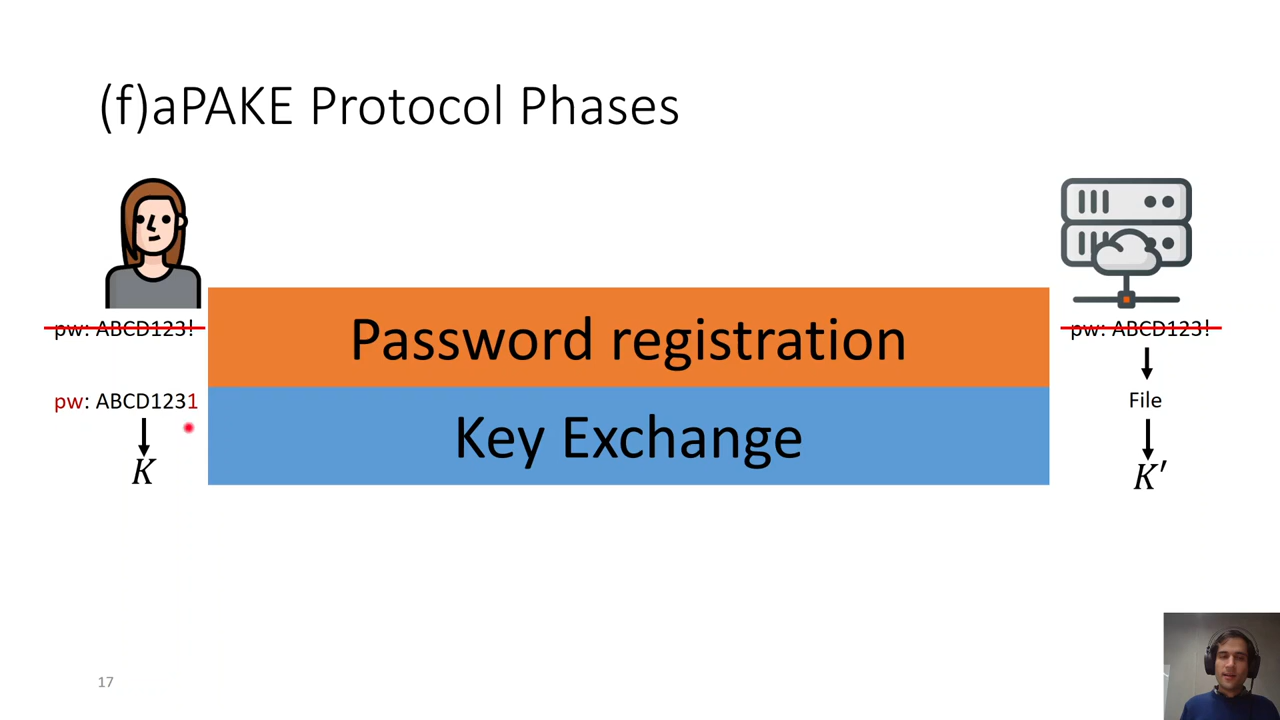 (f)aPAKE Protocol Phases
pw: ABCD123!
pw: ABCD123!
Password registration
pw: ABCD1231
File
Key Exchange
K
K′
17